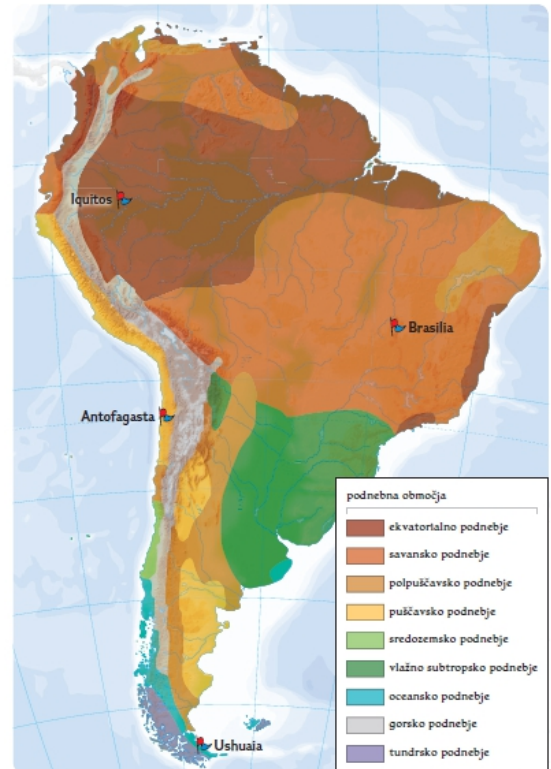 Iquitos
Brasilia
Antofagasta
podnebna območja
ekvatorialno podnebje
savansko podnebje
polpuščavsko podnebje
puščavsko podnebje
sredozemsko podnebje
vlažno subtropsko podnebje
oceansko podnebje
gorsko podnebje
tundrsko podnebje
Ushuaia